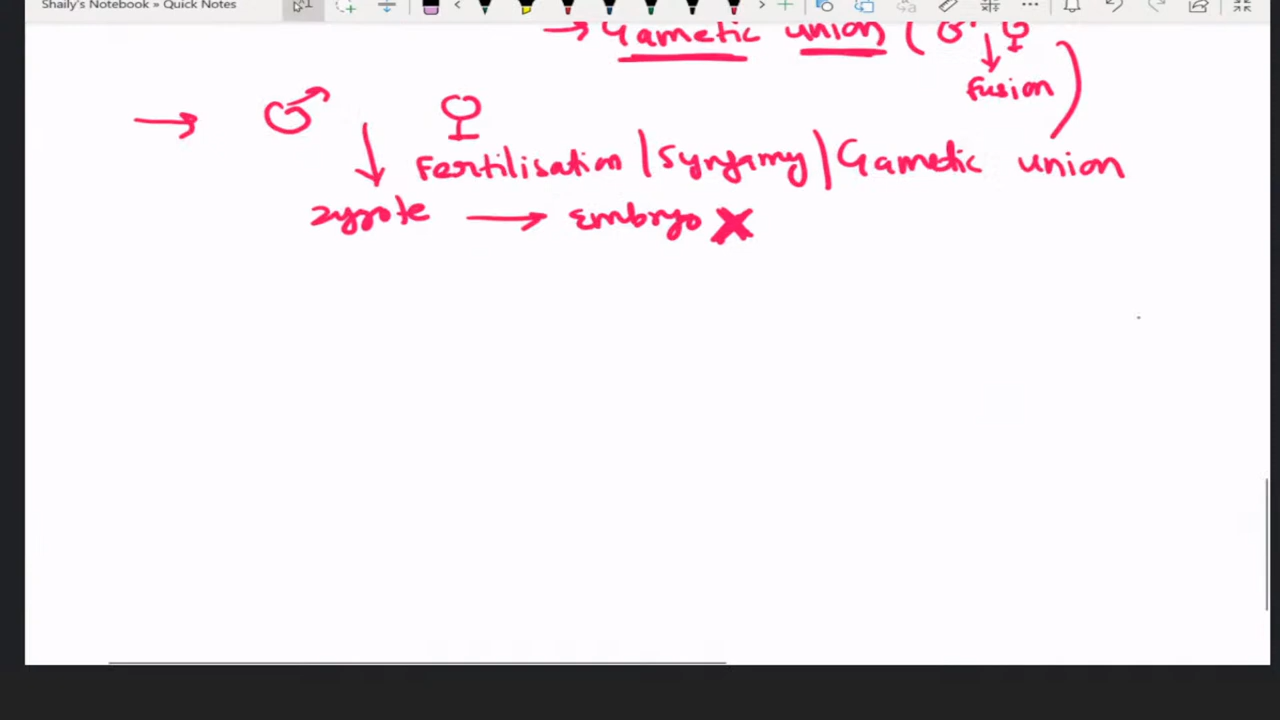 Shaily's Notebook » Quick Notes
→ Gametic union ( ♂ ♀
fusion )
→ ♂ ♀
↓ Fertilisation | Syngamy | Gametic union
zygote → Embryo ✗